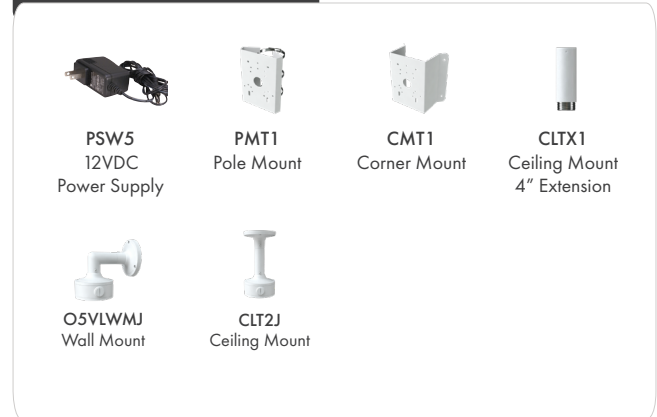 PSW5
12VDC
Power Supply
PMT1
Pole Mount
CMT1
Corner Mount
CLTX1
Ceiling Mount
4” Extension
O5VLWMJ
Wall Mount
CLT2J
Ceiling Mount